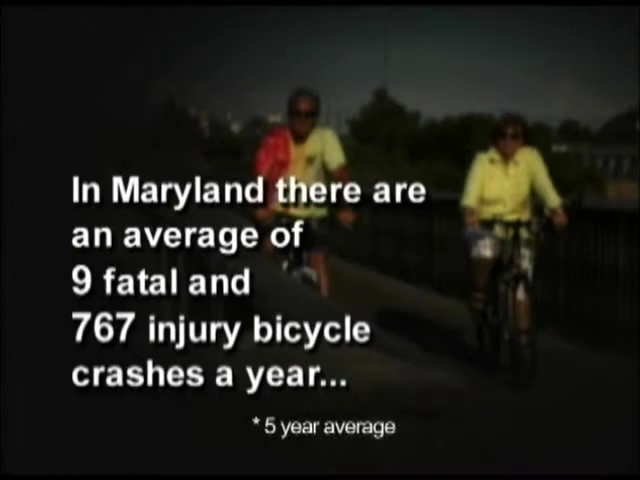 In Maryland there are
an average of
9 fatal and
767 injury bicycle
crashes a year...
* 5 year average